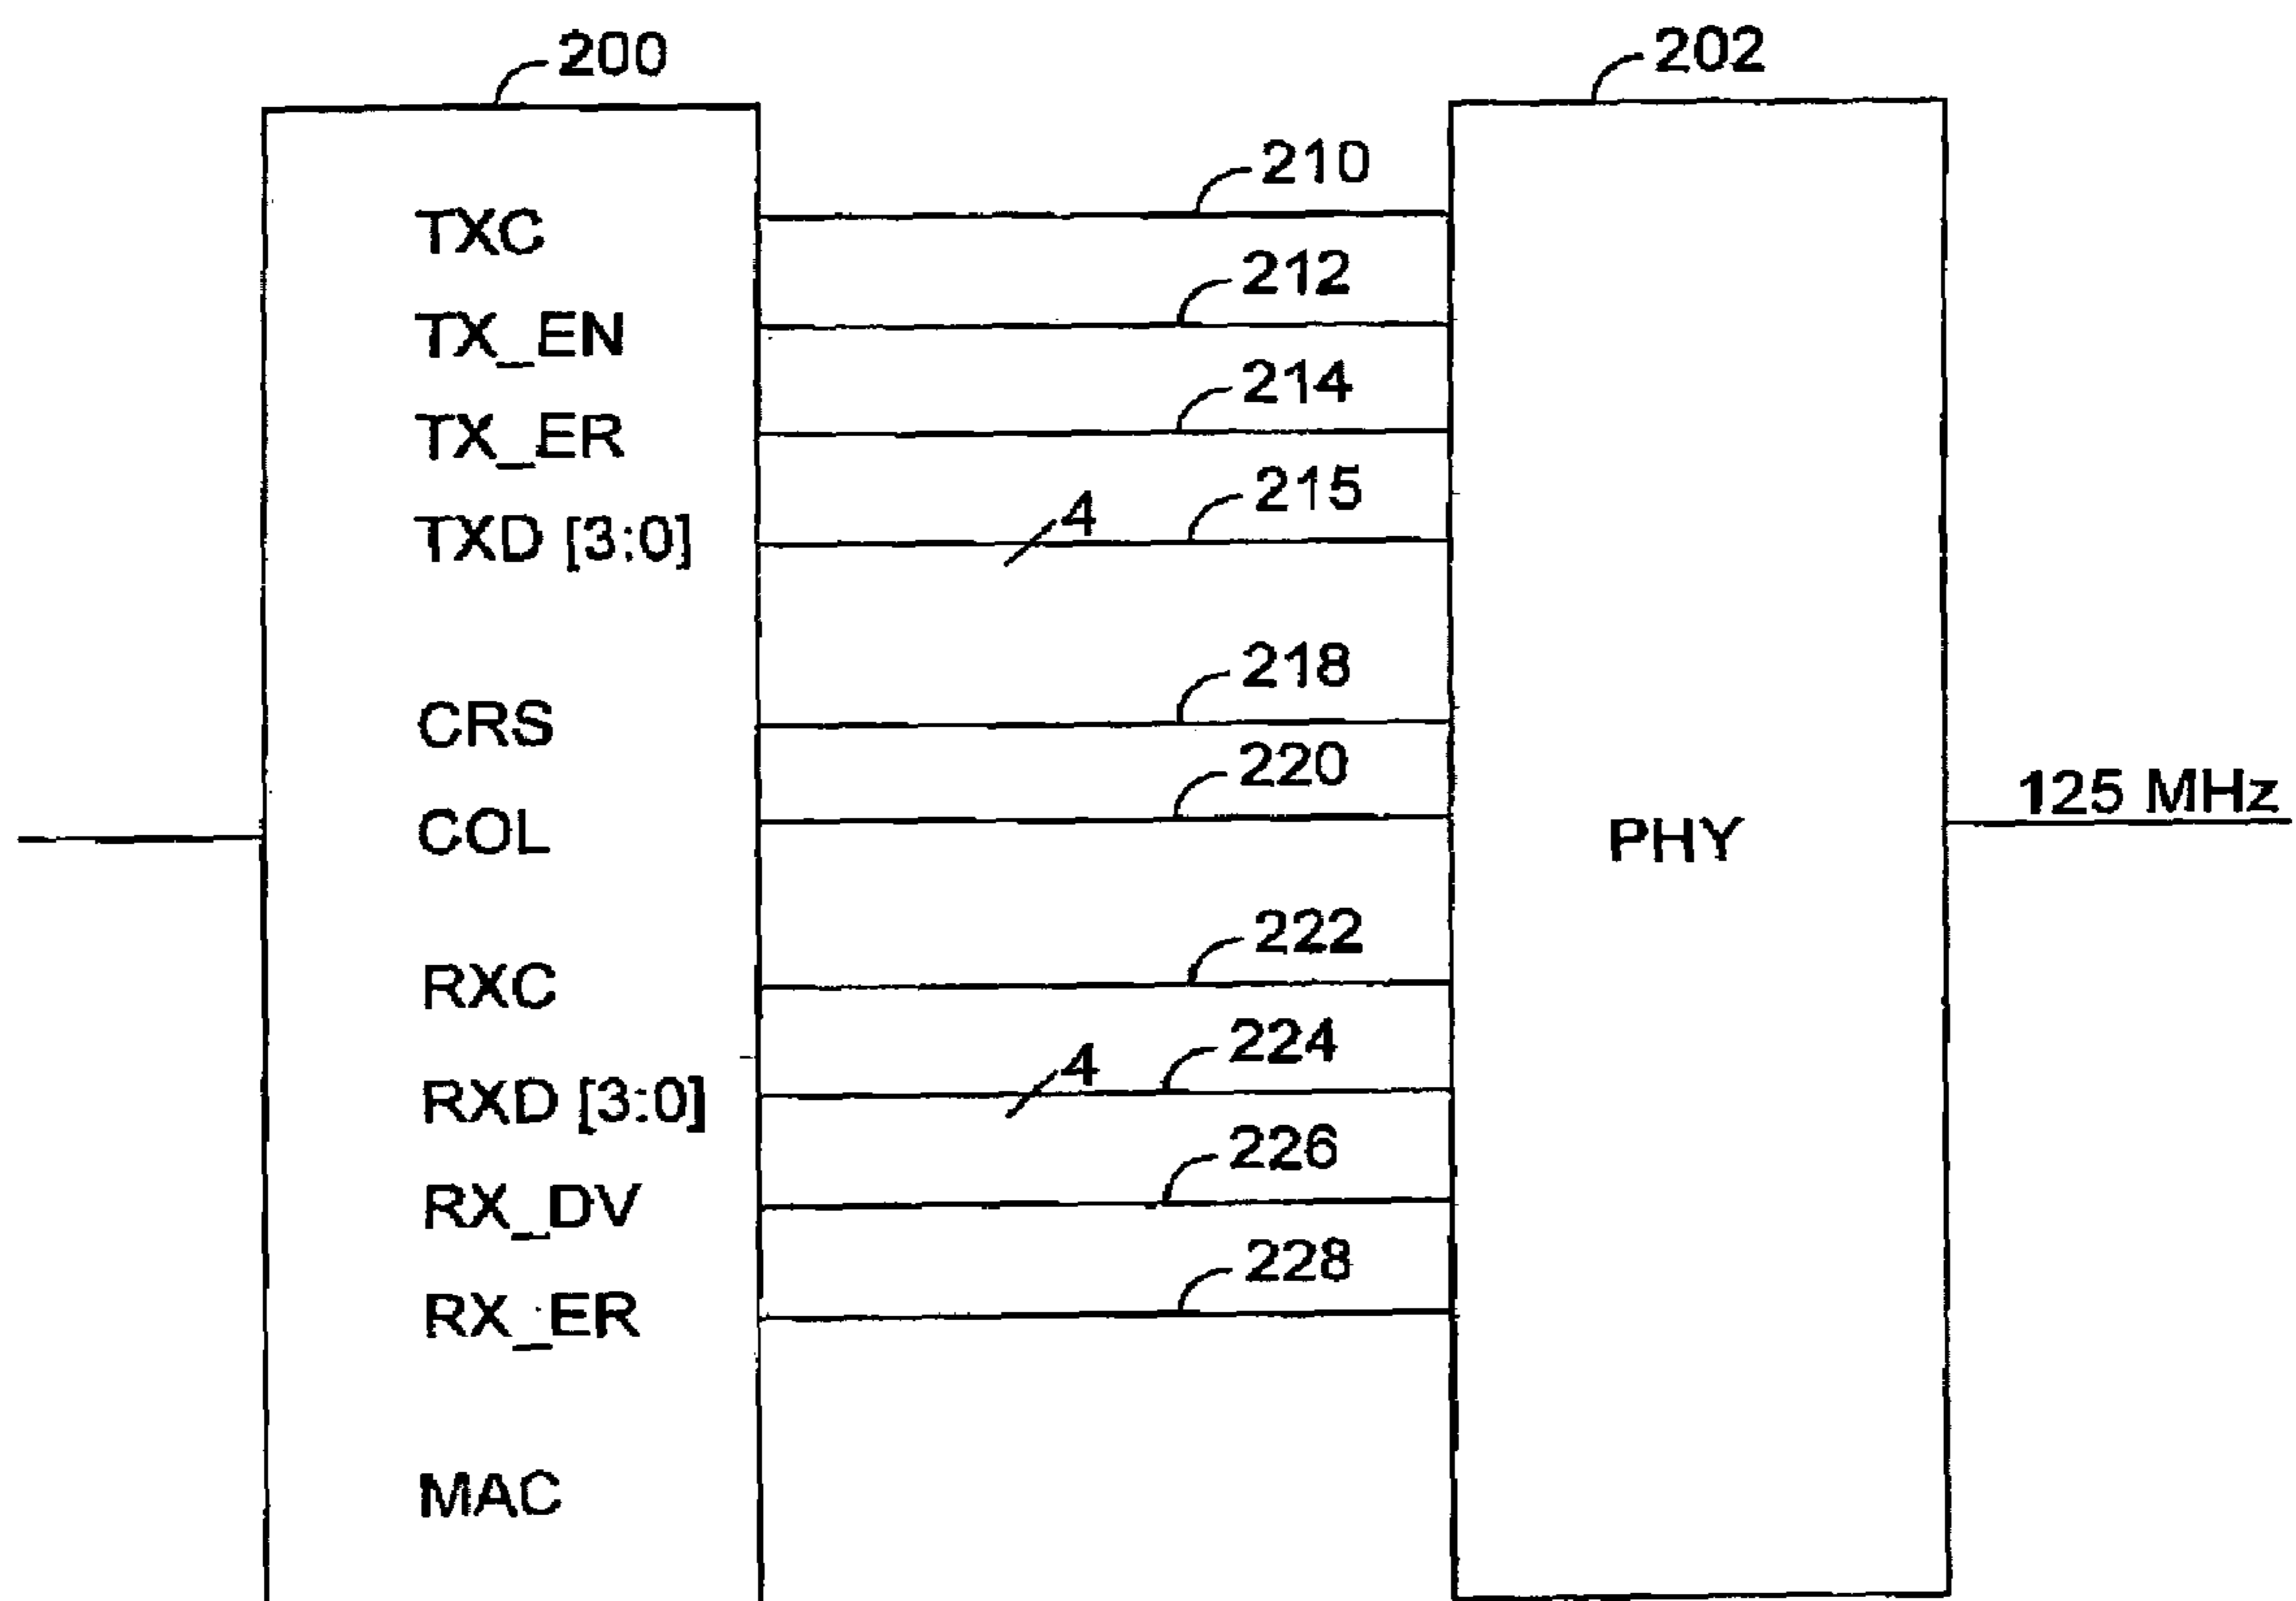 200
202
210
TXC
212
TX_EN
214
TX_ER
215
TXD [3:0]
4
218
CRS
220
COL
125 MHz
PHY
222
RXC
224
RXD [3:0]
4
226
RX_DV
228
RX_ER
MAC